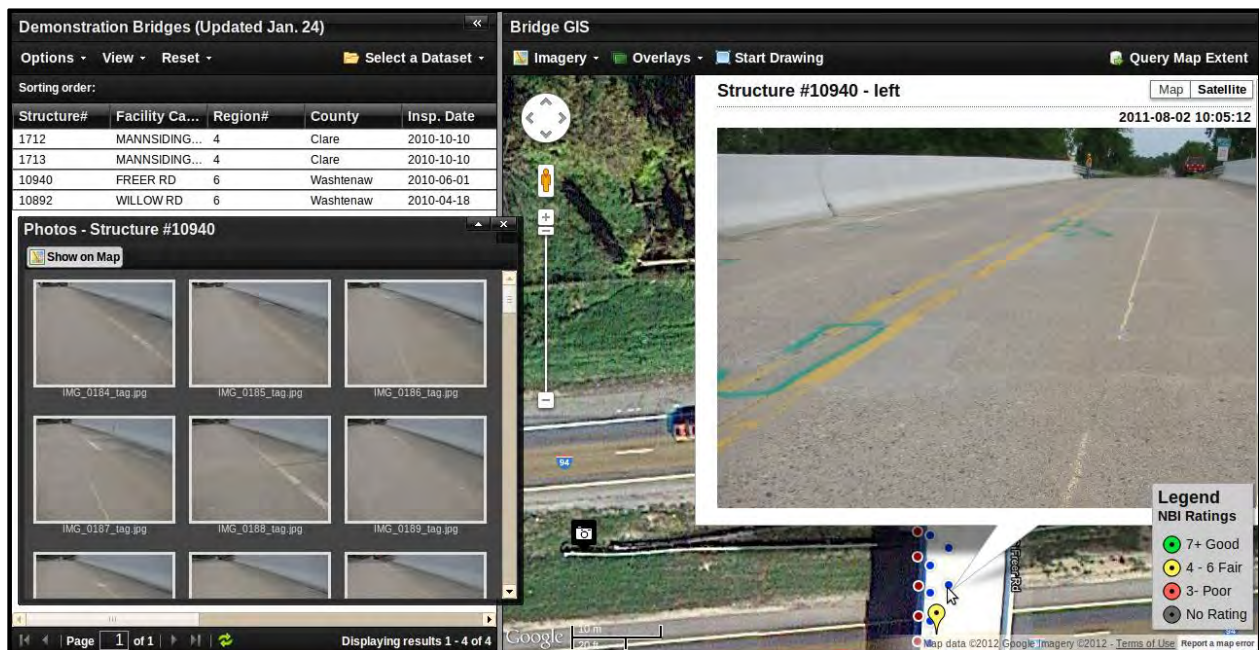 Demonstration Bridges (Updated Jan. 24)
Options View Reset Select a Dataset
Sorting order:
Structure# Facility Ca... Region# County Insp. Date
1712 MANNSIDING... 4 Clare 2010-10-10
1713 MANNSIDING... 4 Clare 2010-10-10
10940 FREER RD 6 Washtenaw 2010-06-01
10892 WILLOW RD 6 Washtenaw 2010-04-18
Photos - Structure #10940
Show on Map
IMG_0184_tag.jpg IMG_0185_tag.jpg IMG_0186_tag.jpg
IMG_0187_tag.jpg IMG_0188_tag.jpg IMG_0189_tag.jpg
Page 1 of 1 Displaying results 1 - 4 of 4
Bridge GIS
Imagery Overlays Start Drawing Query Map Extent
Structure #10940 - left Map Satellite
2011-08-02 10:05:12
94
Freer Rd
Legend
NBI Ratings
7+ Good
4 - 6 Fair
3- Poor
No Rating
Google 10 m
20 ft
Map data ©2012 Google Imagery ©2012 - Terms of Use Report a map error